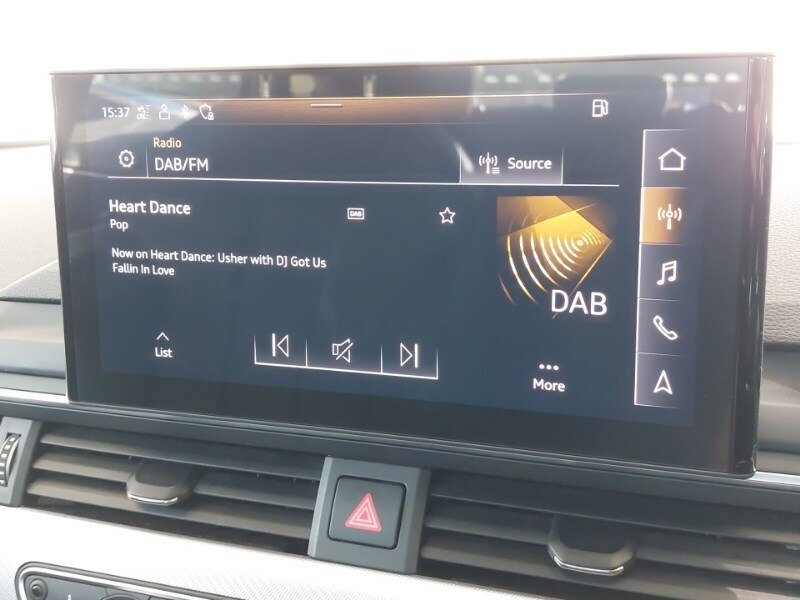 15:37
Radio
DAB/FM
Source
Heart Dance
DAB
Pop
Now on Heart Dance: Usher with DJ Got Us
Fallin In Love
DAB
List
More